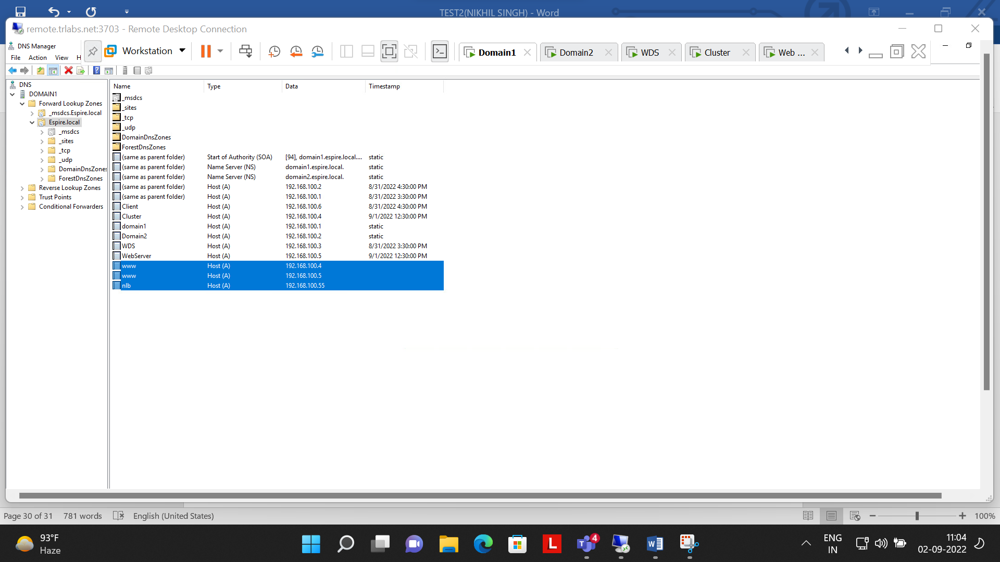 TEST2(NIKHIL SINGH) - Word
remote.trlabs.net:3703 - Remote Desktop Connection
DNS Manager
File Action View H
Workstation
Domain1
Domain2
WDS
Cluster
Web ...
DNS
DOMAIN1
Forward Lookup Zones
_msdcs.Espire.local
Espire.local
_msdcs
_sites
_tcp
_udp
DomainDnsZones
ForestDnsZones
Reverse Lookup Zones
Trust Points
Conditional Forwarders
Name Type Data Timestamp
_msdcs
_sites
_tcp
_udp
DomainDnsZones
ForestDnsZones
(same as parent folder) Start of Authority (SOA) [94], domain1.espire.local.... static
(same as parent folder) Name Server (NS) domain1.espire.local. static
(same as parent folder) Name Server (NS) domain2.espire.local. static
(same as parent folder) Host (A) 192.168.100.2 8/31/2022 4:30:00 PM
(same as parent folder) Host (A) 192.168.100.1 8/31/2022 3:30:00 PM
Client Host (A) 192.168.100.6 8/31/2022 4:30:00 PM
Cluster Host (A) 192.168.100.4 9/1/2022 12:30:00 PM
domain1 Host (A) 192.168.100.1 static
Domain2 Host (A) 192.168.100.2 static
WDS Host (A) 192.168.100.3 8/31/2022 3:30:00 PM
WebServer Host (A) 192.168.100.5 9/1/2022 12:30:00 PM
www Host (A) 192.168.100.4
www Host (A) 192.168.100.5
nlb Host (A) 192.168.100.55
Page 30 of 31 781 words English (United States) 100%
93°F
Haze
L
T
4
W
ENG
IN
11:04
02-09-2022